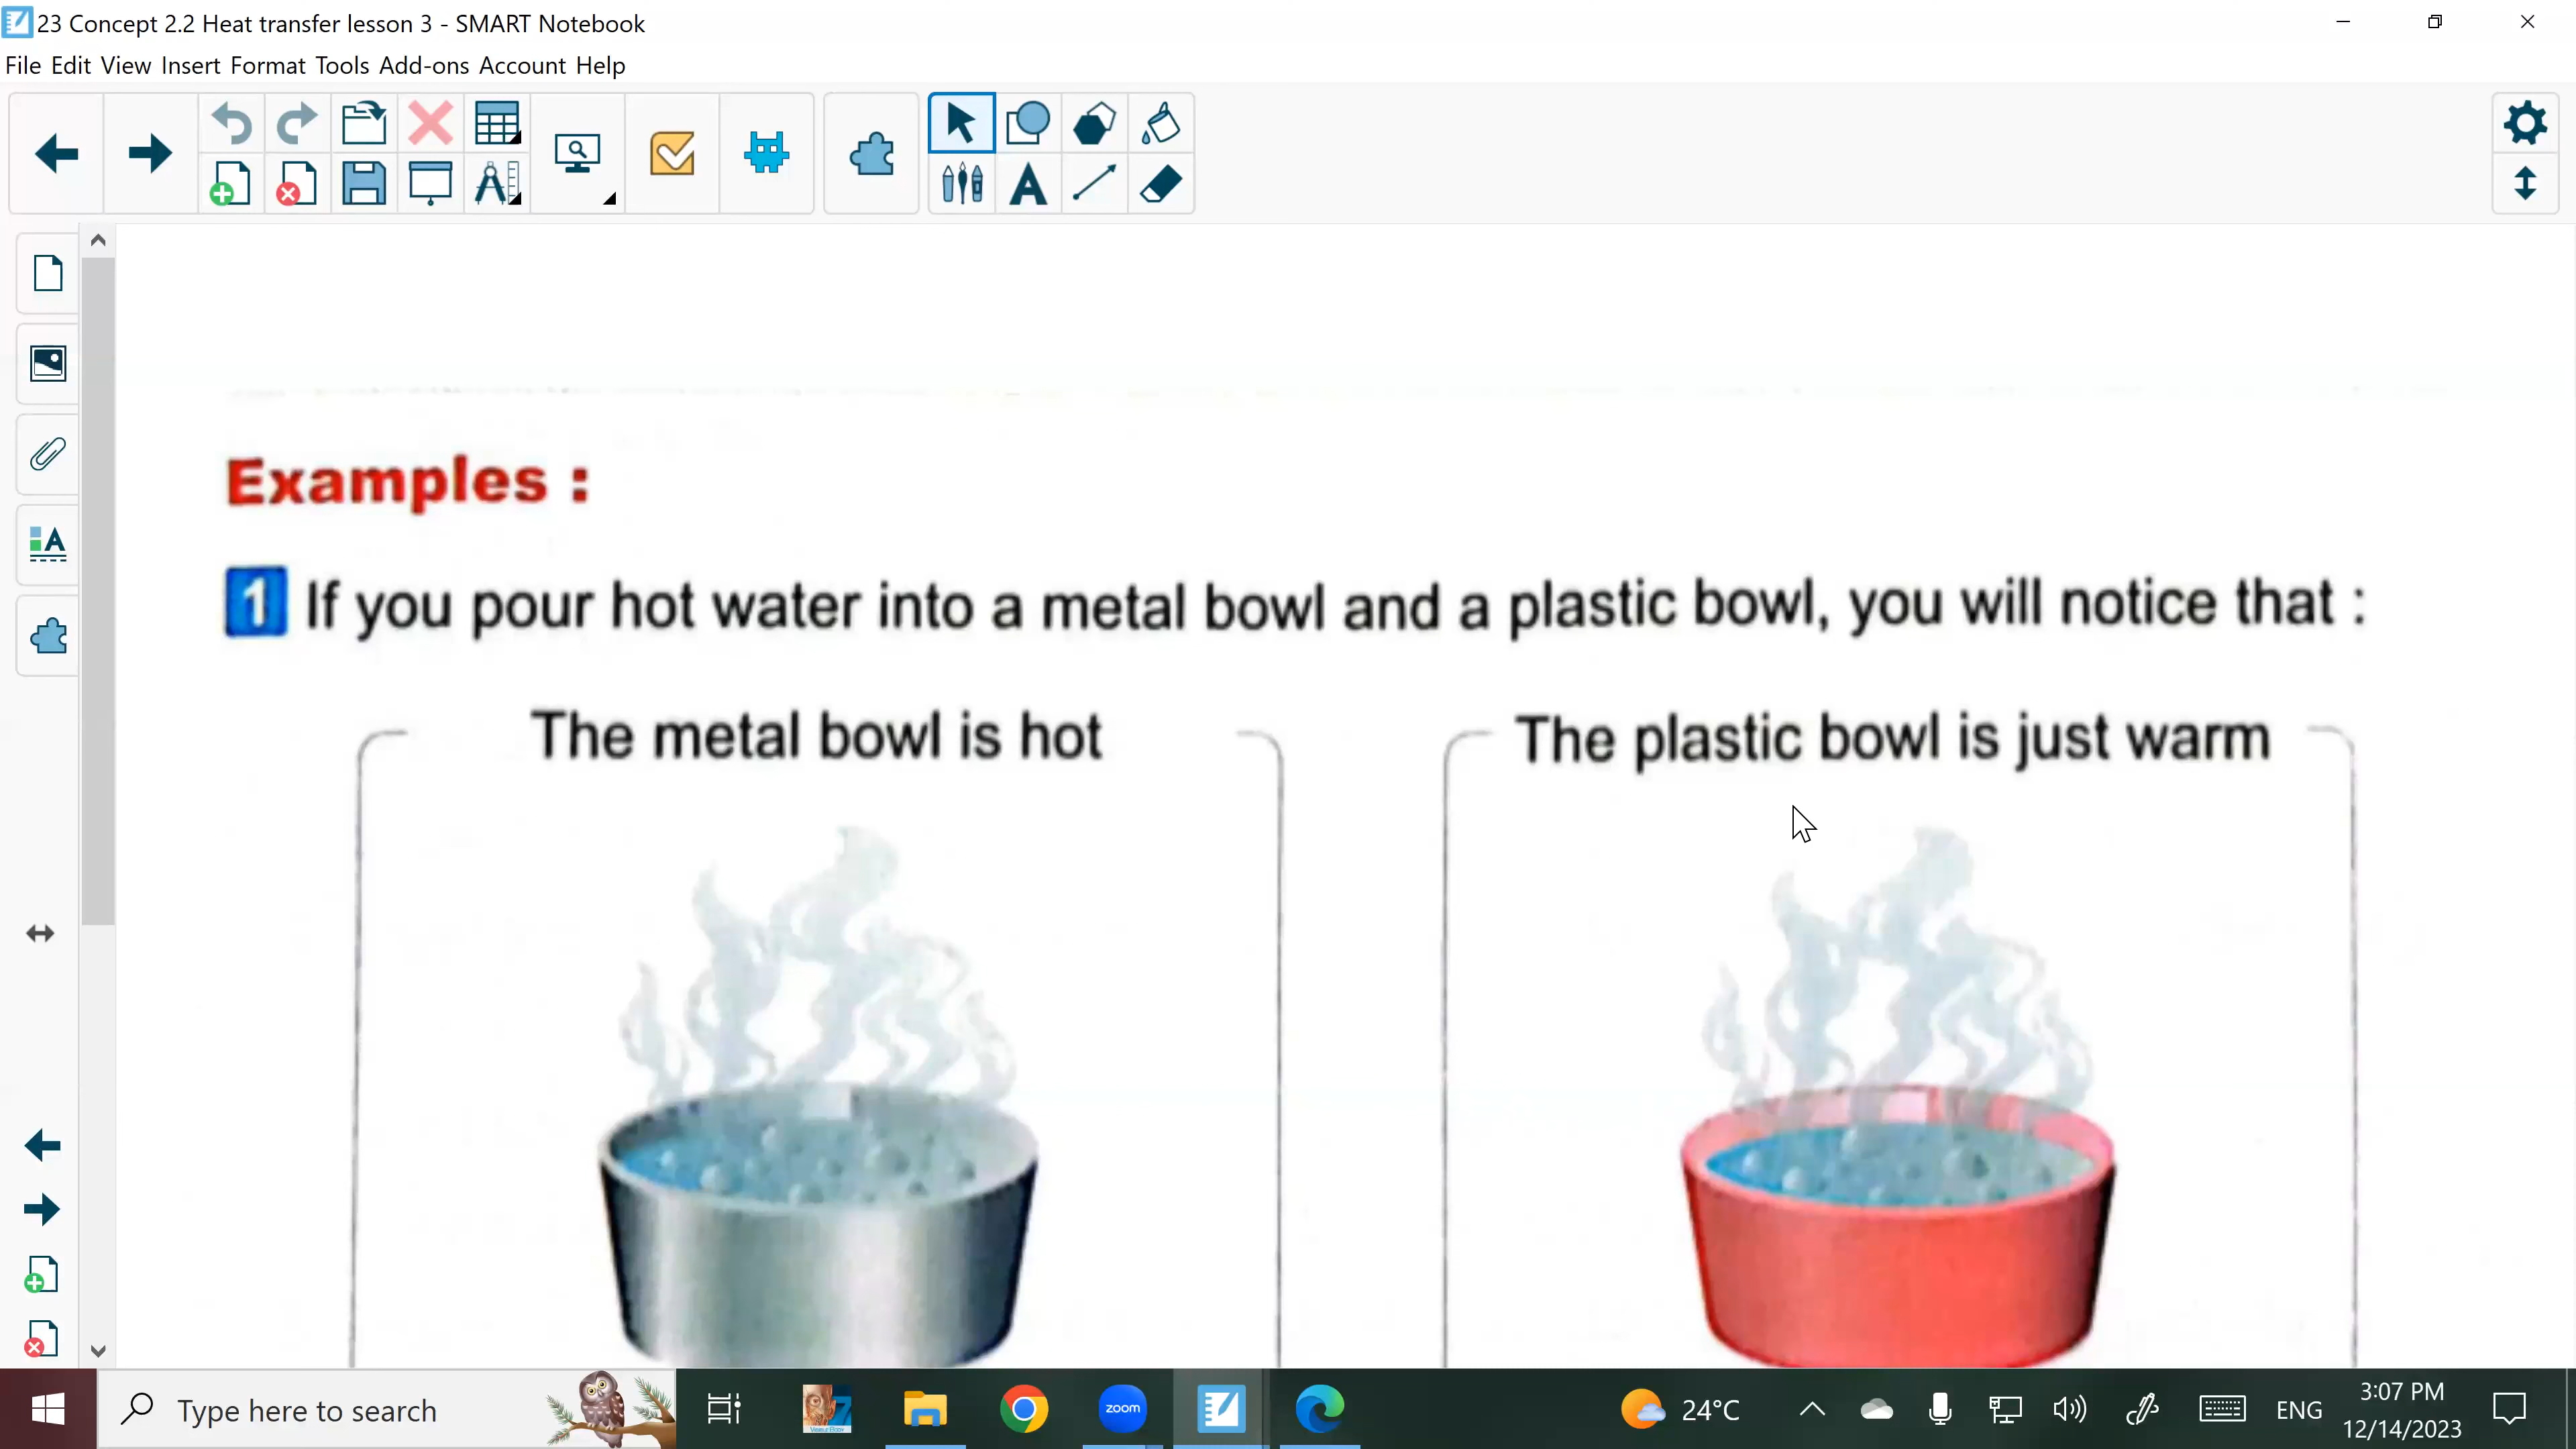 23 Concept 2.2 Heat transfer lesson 3 - SMART Notebook
File Edit View Insert Format Tools Add-ons Account Help
Examples :
1 If you pour hot water into a metal bowl and a plastic bowl, you will notice that :
The metal bowl is hot
The plastic bowl is just warm
Type here to search
zoom
24°C
ENG
3:07 PM
12/14/2023